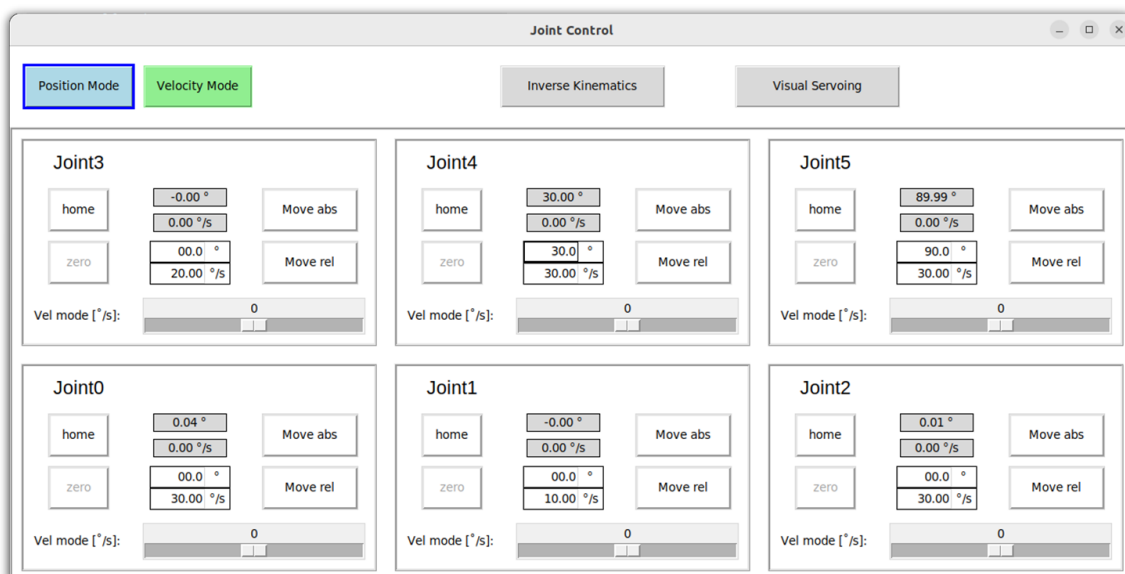 Joint Control
Position Mode Velocity Mode Inverse Kinematics Visual Servoing
Joint3
home -0.00 ° Move abs
0.00 °/s
zero 00.0 ° Move rel
20.00 °/s
Vel mode [°/s]: 0
Joint4
home 30.00 ° Move abs
0.00 °/s
zero 30.0 ° Move rel
30.00 °/s
Vel mode [°/s]: 0
Joint5
home 89.99 ° Move abs
0.00 °/s
zero 90.0 ° Move rel
30.00 °/s
Vel mode [°/s]: 0
Joint0
home 0.04 ° Move abs
0.00 °/s
zero 00.0 ° Move rel
30.00 °/s
Vel mode [°/s]: 0
Joint1
home -0.00 ° Move abs
0.00 °/s
zero 00.0 ° Move rel
10.00 °/s
Vel mode [°/s]: 0
Joint2
home 0.01 ° Move abs
0.00 °/s
zero 00.0 ° Move rel
30.00 °/s
Vel mode [°/s]: 0